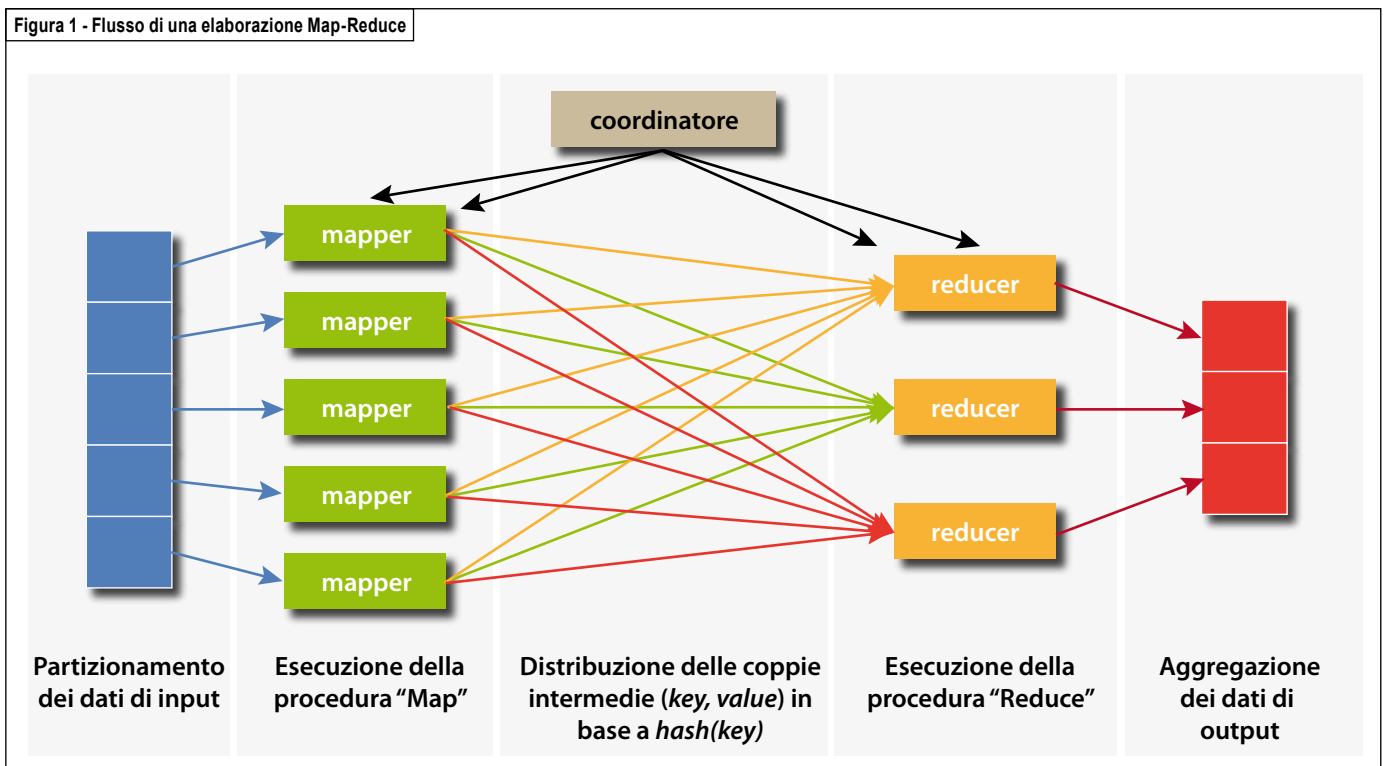 Figura 1 - Flusso di una elaborazione Map-Reduce
coordinatore
mapper
mapper
mapper
mapper
mapper
reducer
reducer
reducer
Partizionamento
dei dati di input
Esecuzione della
procedura “Map”
Distribuzione delle coppie
intermedie (key, value) in
base a hash(key)
Esecuzione della
procedura “Reduce”
Aggregazione
dei dati di
output